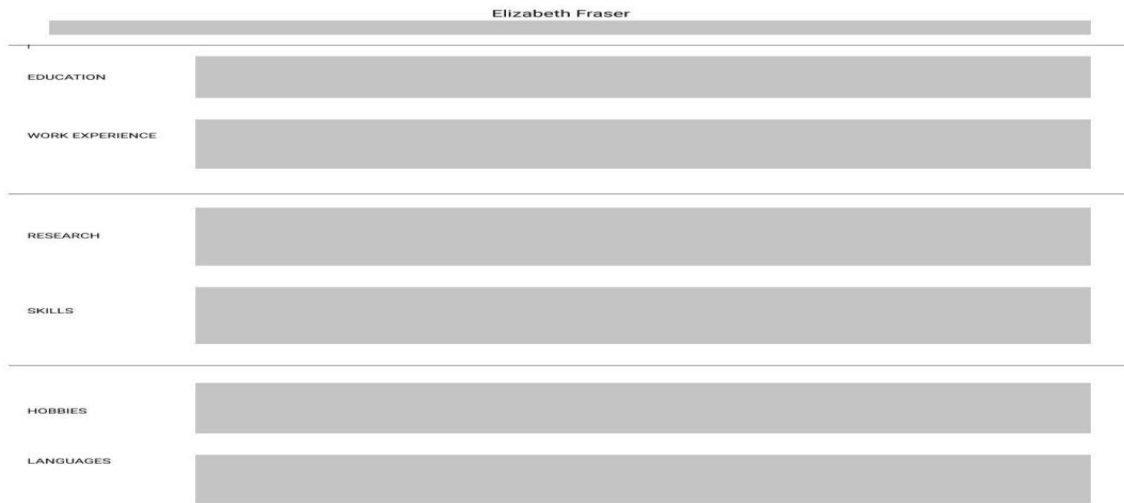 Elizabeth Fraser
EDUCATION
WORK EXPERIENCE
RESEARCH
SKILLS
HOBBIES
LANGUAGES